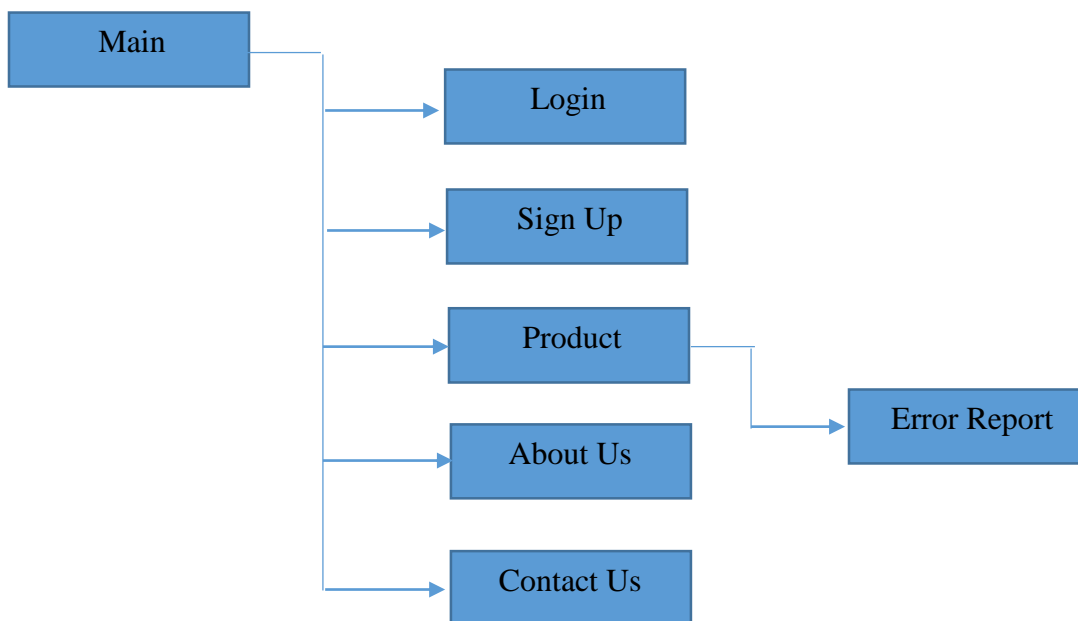 Main
Login
Sign Up
Product
Error Report
About Us
Contact Us